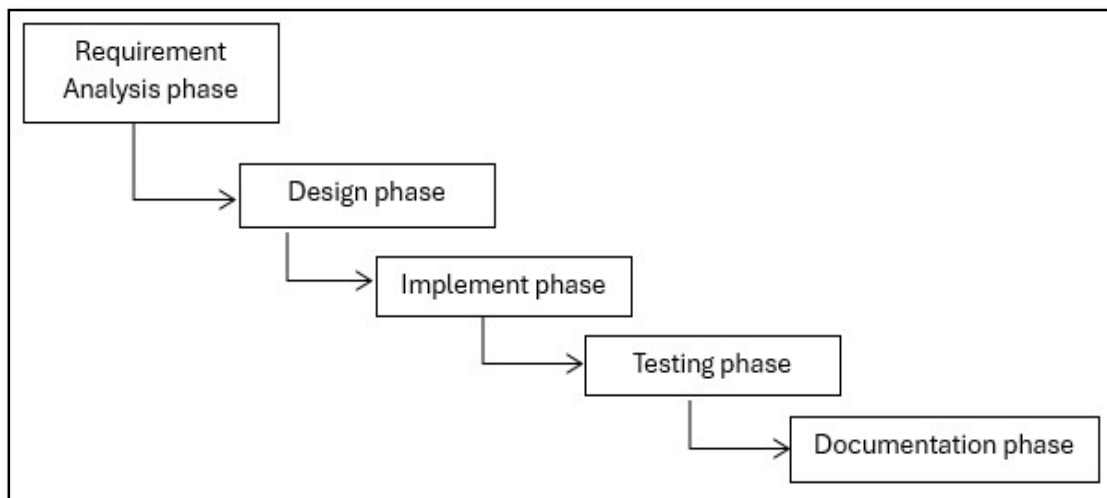 Requirement
Analysis phase
Design phase
Implement phase
Testing phase
Documentation phase